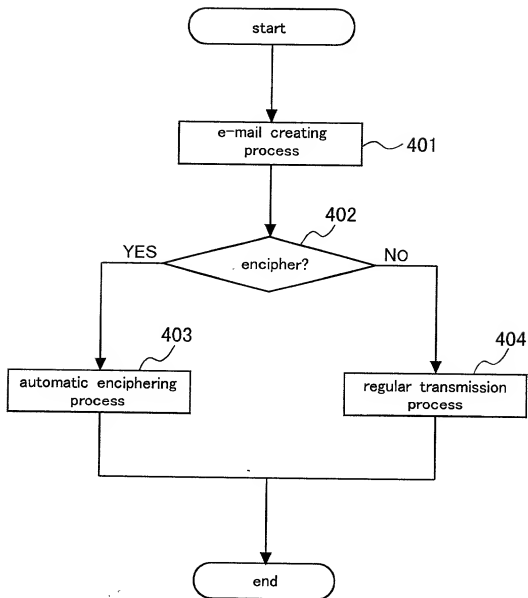 start
e-mail creating
process
401
402
YES
encipher?
NO
403
404
automatic enciphering
process
regular transmission
process
end